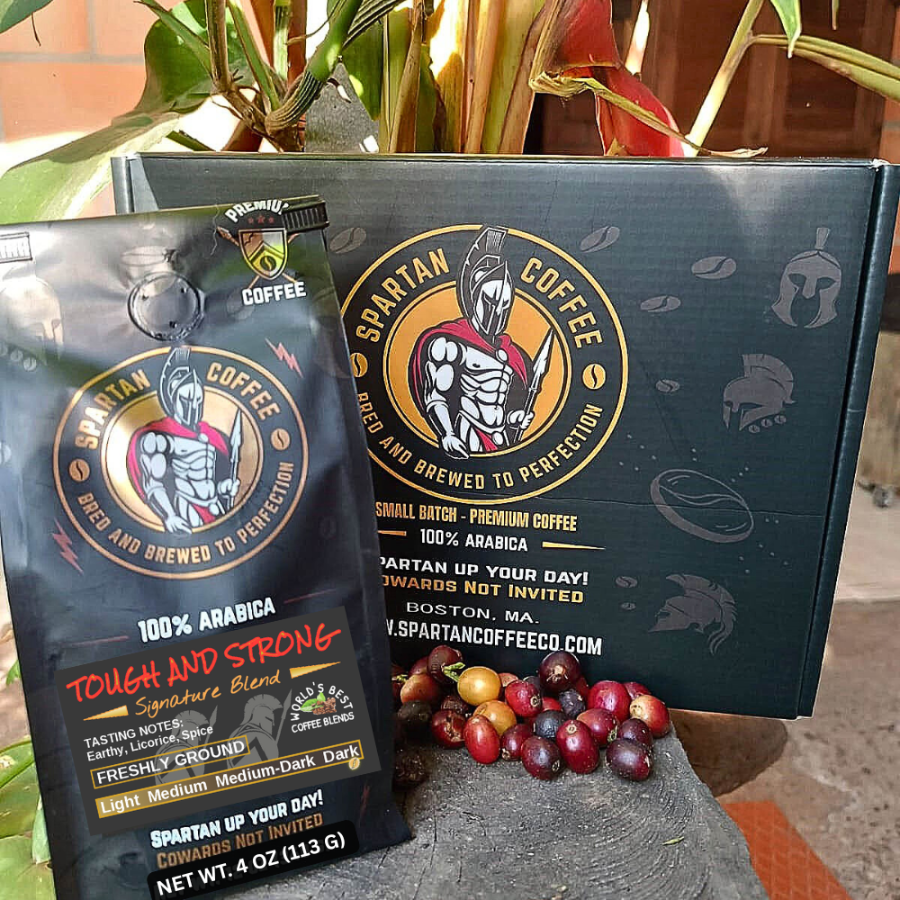 PREMIU
COFFEE
SPARTAN COFFEE
BRED AND BREWED TO PERFECTION
100% ARABICA
TOUGH AND STRONG
Signature Blend
WORLD'S BEST
COFFEE BLENDS
TASTING NOTES:
Earthy, Licorice, Spice
FRESHLY GROUND
Light Medium Medium-Dark Dark
SPARTAN UP YOUR DAY!
COWARDS NOT INVITED
NET WT. 4 OZ (113 G)
SPARTAN COFFEE
BRED AND BREWED TO PERFECTION
SMALL BATCH - PREMIUM COFFEE
100% ARABICA
PARTAN UP YOUR DAY!
OWARDS NOT INVITED
BOSTON, MA.
.SPARTANCOFFEECO.COM